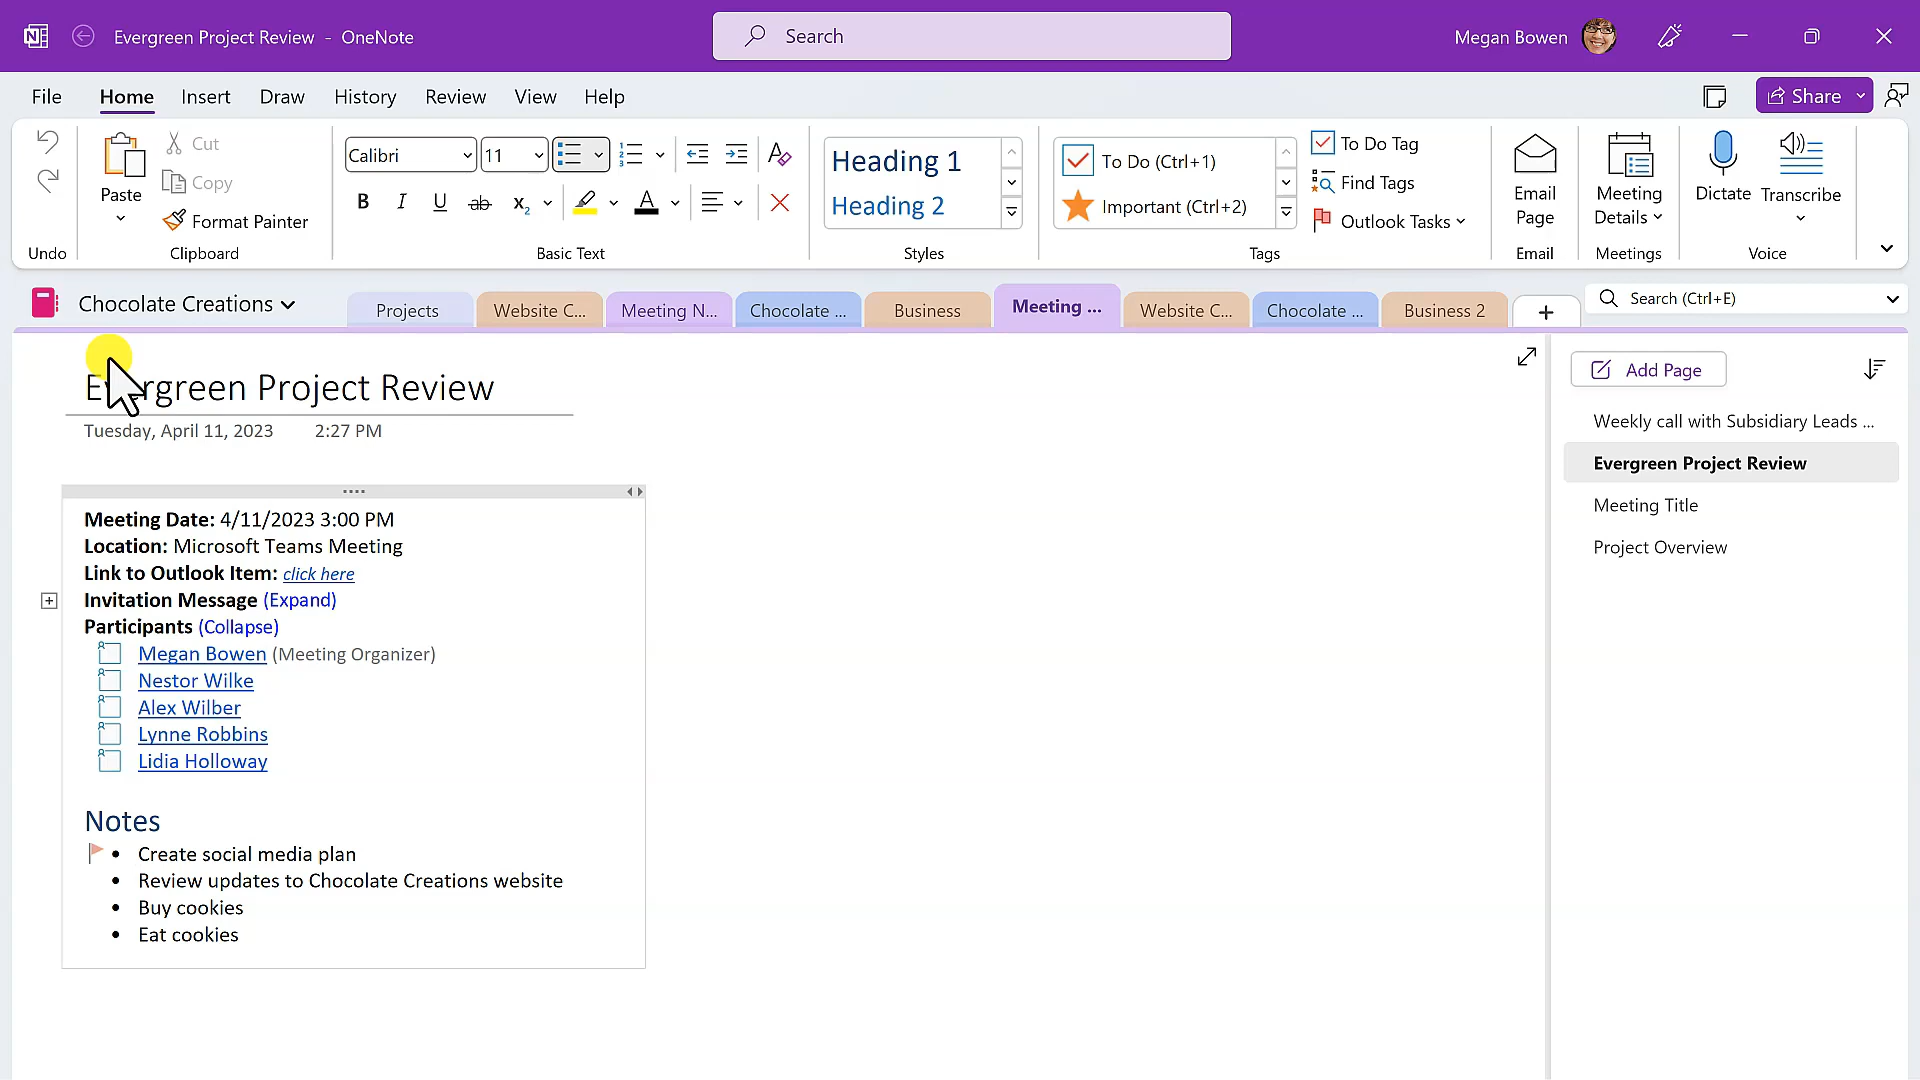 Evergreen Project Review - OneNote
Search
Megan Bowen
File Home Insert Draw History Review View Help
Share
Undo
Paste
Cut
Copy
Format Painter
Clipboard
Calibri 11
Basic Text
Heading 1
Heading 2
Styles
To Do (Ctrl+1)
Important (Ctrl+2)
To Do Tag
Find Tags
Outlook Tasks
Tags
Email Page
Email
Meeting Details
Meetings
Dictate
Transcribe
Voice
Chocolate Creations
Projects Website C... Meeting N... Chocolate ... Business Meeting ... Website C... Chocolate ... Business 2 +
Search (Ctrl+E)
Evergreen Project Review
Tuesday, April 11, 2023 2:27 PM
Meeting Date: 4/11/2023 3:00 PM
Location: Microsoft Teams Meeting
Link to Outlook Item: click here
Invitation Message (Expand)
Participants (Collapse)
Megan Bowen (Meeting Organizer)
Nestor Wilke
Alex Wilber
Lynne Robbins
Lidia Holloway
Notes
• Create social media plan
• Review updates to Chocolate Creations website
• Buy cookies
• Eat cookies
Add Page
Weekly call with Subsidiary Leads ...
Evergreen Project Review
Meeting Title
Project Overview